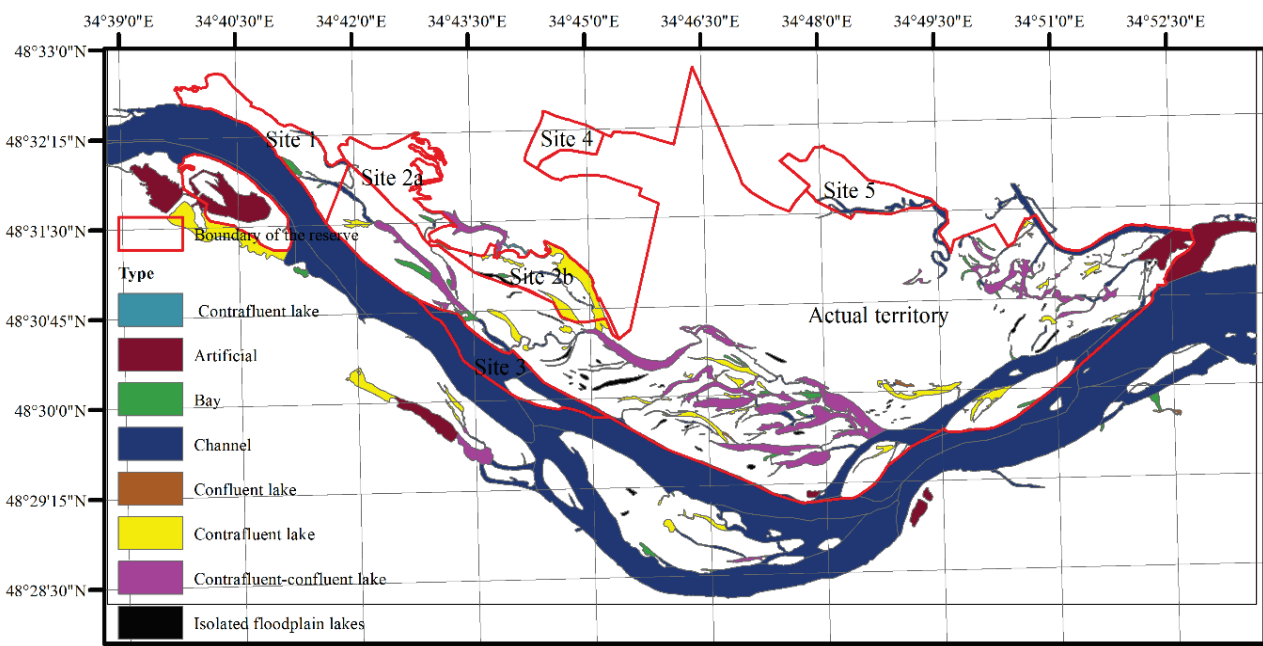 34°39'0"E 34°40'30"E 34°42'0"E 34°43'30"E 34°45'0"E 34°46'30"E 34°48'0"E 34°49'30"E 34°51'0"E 34°52'30"E
48°33'0"N
48°32'15"N
48°31'30"N
48°30'45"N
48°30'0"N
48°29'15"N
48°28'30"N
Site 1
Site 2a
Site 4
Site 5
Site 2b
Actual territory
Site 3
Boundary of the reserve
Type
Contrafluent lake
Artificial
Bay
Channel
Confluent lake
Contrafluent lake
Contrafluent-confluent lake
Isolated floodplain lakes